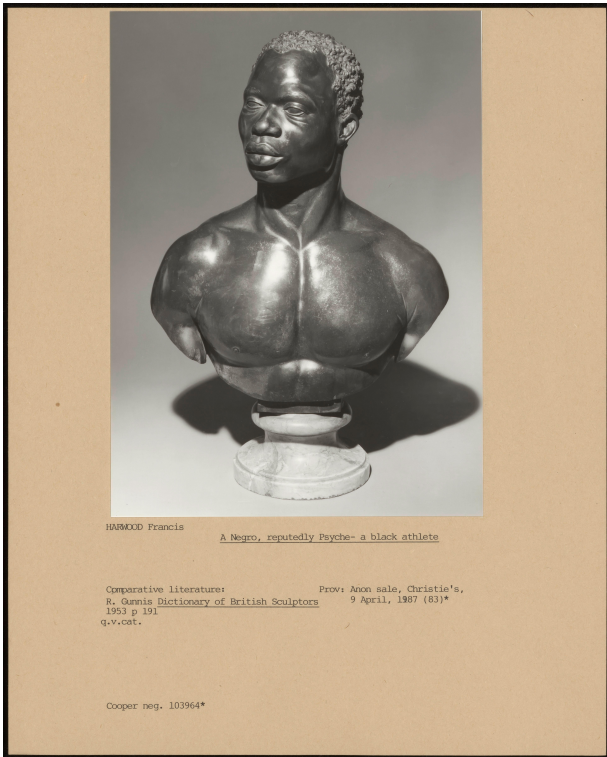 HARWOOD Francis
A Negro, reputedly Psyche- a black athlete
Comparative literature:
R. Gunnis Dictionary of British Sculptors
1953 p 191
q.v.cat.
Prov: Anon sale, Christie's,
9 April, 1987 (83)*
Cooper neg. 103964*